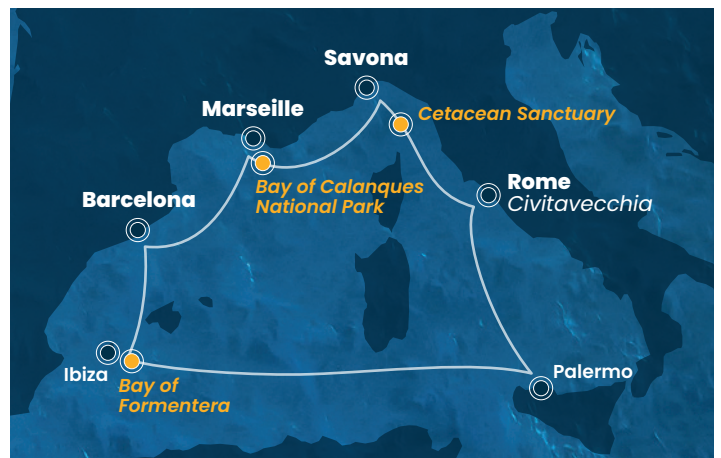 Savona
Cetacean Sanctuary
Marseille
Bay of Calanques
National Park
Rome
Civitavecchia
Barcelona
Ibiza
Bay of
Formentera
Palermo